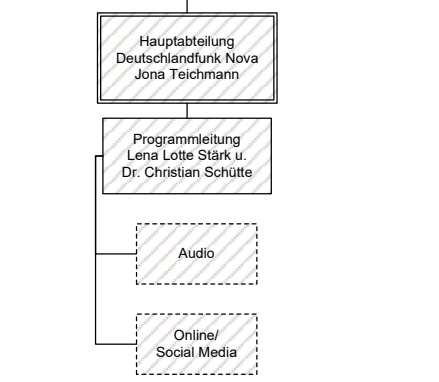 Hauptabteilung
Deutschlandfunk Nova
Jona Teichmann
Programmleitung
Lena Lotte Stärk u.
Dr. Christian Schütte
Audio
Online/
Social Media